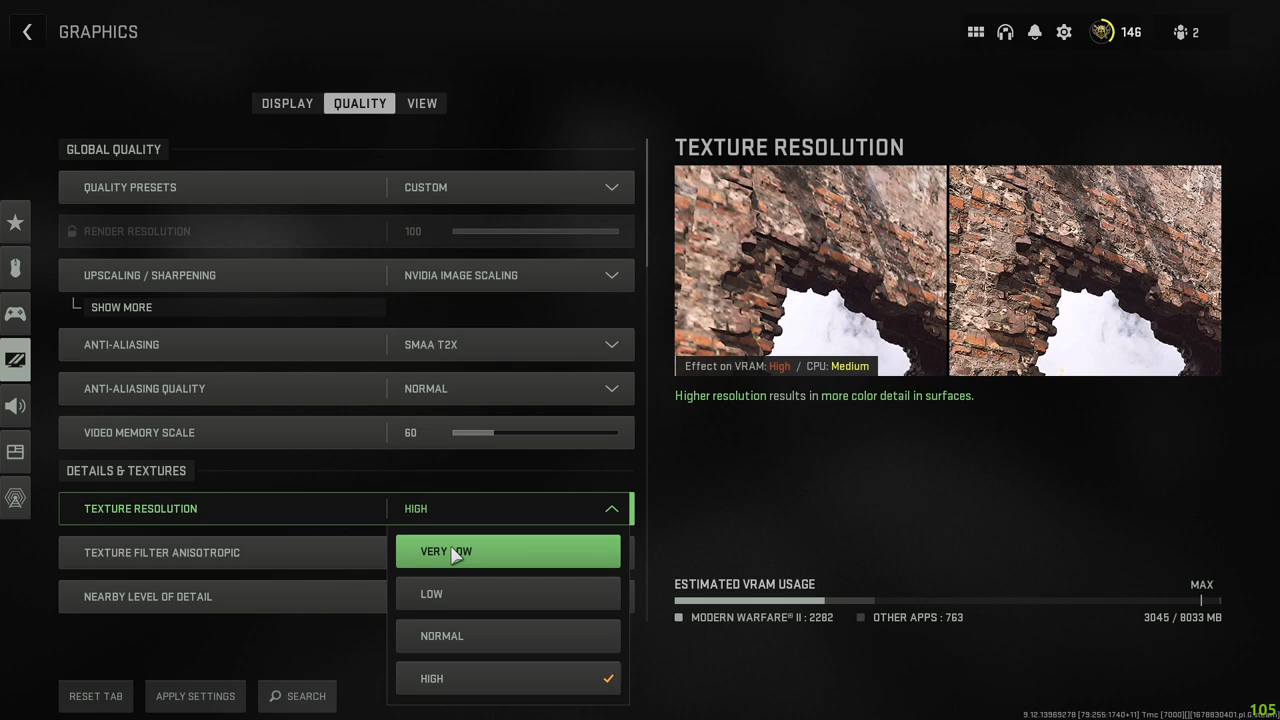 GRAPHICS
146
2
DISPLAY
QUALITY
VIEW
GLOBAL QUALITY
QUALITY PRESETS
CUSTOM
RENDER RESOLUTION
100
UPSCALING / SHARPENING
NVIDIA IMAGE SCALING
SHOW MORE
ANTI-ALIASING
SMAA T2X
ANTI-ALIASING QUALITY
NORMAL
VIDEO MEMORY SCALE
60
DETAILS & TEXTURES
TEXTURE RESOLUTION
HIGH
VERY LOW
LOW
NORMAL
HIGH
TEXTURE FILTER ANISOTROPIC
NEARBY LEVEL OF DETAIL
RESET TAB
APPLY SETTINGS
SEARCH
TEXTURE RESOLUTION
Effect on VRAM: High / CPU: Medium
Higher resolution results in more color detail in surfaces.
ESTIMATED VRAM USAGE
MAX
MODERN WARFARE® II : 2282
OTHER APPS : 763
3045 / 8033 MB
105